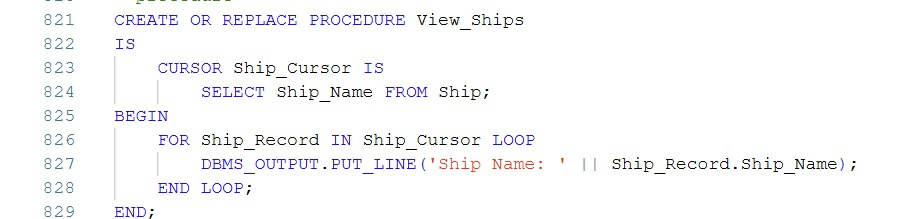 821 CREATE OR REPLACE PROCEDURE View_Ships
822 IS
823 CURSOR Ship_Cursor IS
824 SELECT Ship_Name FROM Ship;
825 BEGIN
826 FOR Ship_Record IN Ship_Cursor LOOP
827 DBMS_OUTPUT.PUT_LINE('Ship Name: ' || Ship_Record.Ship_Name);
828 END LOOP;
829 END;